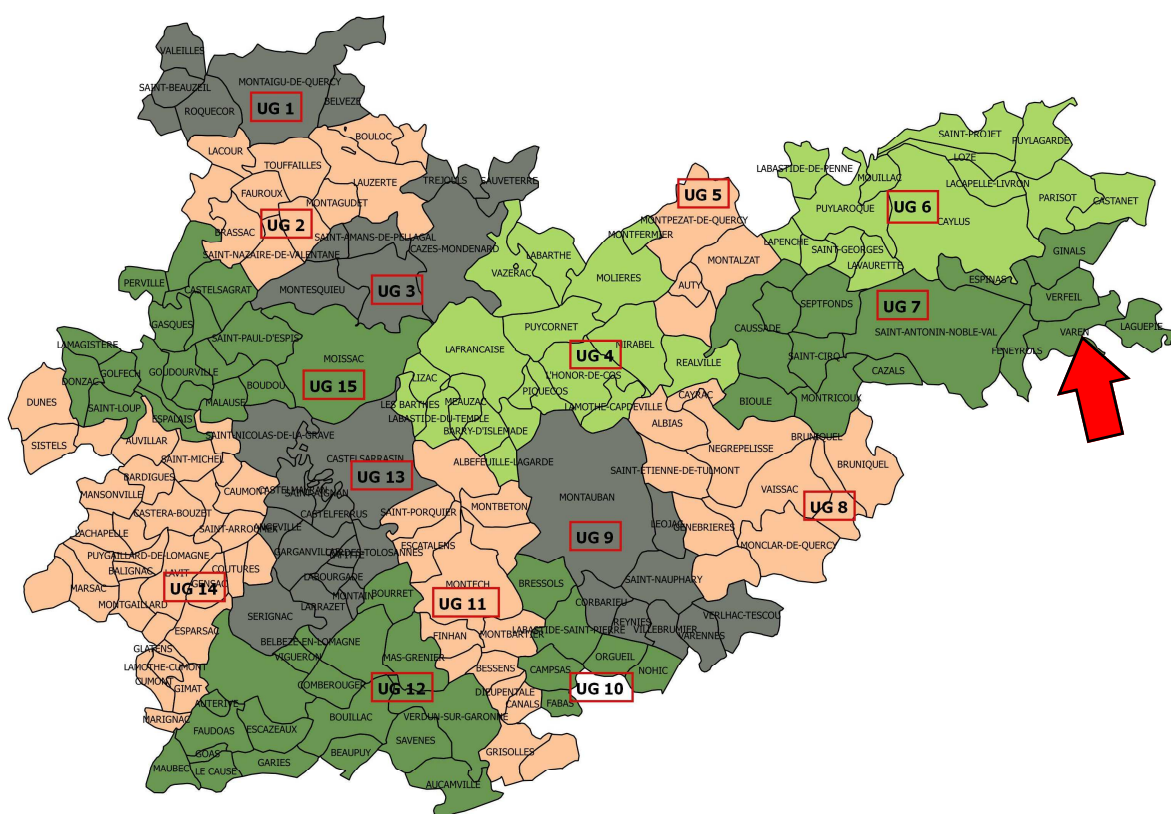 VALEILLES
SAINT-BEAUZEIL
MONTAIGU-DE-QUERCY
ROQUECOR
UG 1
BELVEZE
LACOUR
BOULOC
TOUFFAILLES
FAUROUX
LAUZERTE
MONTAGUDET
BRASSAC
UG 2
SAINT-NAZAIRE-DE-VALENTANE
TREJOULS
SAUVETERRE
SAINT-AMANS-DE-PELLAGAL
CAZES-MONDENARD
MONTESQUIEU
UG 3
UG 5
MONTPEZAT-DE-QUERCY
MONTFERMIER
MONTALZAT
AUTY
LABARTHE
VAZERAC
MOLIERES
PUYCORNET
LAFRANCAISE
UG 4
MIRABEL
REALVILLE
L'HONOR-DE-COS
PIQUECOS
LAMOTHE-CAPDEVILLE
LIZAC
MEAUZAC
LES BARTHES
LABASTIDE-DU-TEMPLE
BARRY-D'ISLEMADE
SAINT-PROJET
PUYLAGARDE
LABASTIDE-DE-PENNE
MOUILLAC
LOZE
LACAPELLE-LIVRON
PARISOT
CASTANET
PUYLAROQUE
UG 6
CAYLUS
LAPENCHE
SAINT-GEORGES
LAVAURETTE
GINALS
ESPINAS
VERFEIL
SEPTFONDS
UG 7
CAUSSADE
SAINT-ANTONIN-NOBLE-VAL
VAREN
LAGUEPIE
FENEYROLS
SAINT-CIRQ
CAZALS
BIOULE
MONTRICOUX
PERVILLE
CASTELSAGRAT
GASQUES
SAINT-PAUL-D'ESPIS
LAMAGISTERE
GOLFECH
GOUDOURVILLE
DONZAC
MOISSAC
BOUDOU
UG 15
MALAUSE
SAINT-LOUP
ESPALAIS
DUNES
SISTELS
AUVILLAR
SAINT-MICHEL
BARDIGUES
MANSONVILLE
CAUMONT
CASTERA-BOUZET
LACHAPELLE
SAINT-ARROUMEX
PUYGAILLARD-DE-LOMAGNE
BALIGNAC
LAVIT
COUTURES
MARSAC
GENSAC
UG 14
MONTGAILLARD
ESPARSAC
GLATENS
LAMOTHE-CUMONT
CUMONT
GIMAT
MARIGNAC
SAINT-NICOLAS-DE-LA-GRAVE
CASTELSARRASIN
UG 13
CASTELFERRUS
LABOURGADE
MONTAIN
LARRAZET
SERIGNAC
CAYRAC
ALBIAS
NEGREPELISSE
BRUNIQUEL
BRUNIQUEL
SAINT-ETIENNE-DE-TULMONT
VAISSAC
UG 8
GENEBRIERES
MONCLAR-DE-QUERCY
MONTAUBAN
UG 9
LEOJAC
SAINT-NAUPHARY
CORBARIEU
REYNIES
VILLEBRUMIER
VERLHAC-TESCOU
VARENNES
ALBEFEUILLE-LAGARDE
MONTBETON
SAINT-PORQUIER
ESCATALENS
MONTECH
UG 11
FINHAN
MONTBARTIER
BESSENS
DIEUPENTALE
CANALS
GRISOLLES
BRESSOLS
LABASTIDE-SAINT-PIERRE
ORGUEIL
CAMPSAS
NOHIC
UG 10
FABAS
BOURRET
BELBEZE-EN-LOMAGNE
VIGUERON
MAS-GRENIER
COMBEROUGER
UG 12
AUTERIVE
BOUILLAC
VERDUN-SUR-GARONNE
FAUDOAS
ESCAZEAUX
SAVENES
GOAS
BEAUPUY
MAUBEC
LE CAUSE
GARIES
AUCAMVILLE